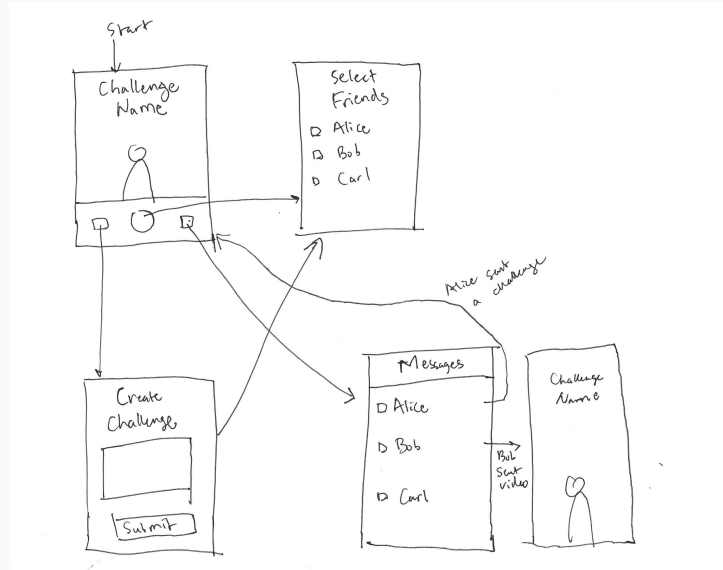 Start
Challenge
Name
Select
Friends
Alice
Bob
Carl
Alice sent
a challenge
Create
Challenge
Submit
Messages
Alice
Bob
Carl
Bob
Sent
video
Challenge
Name